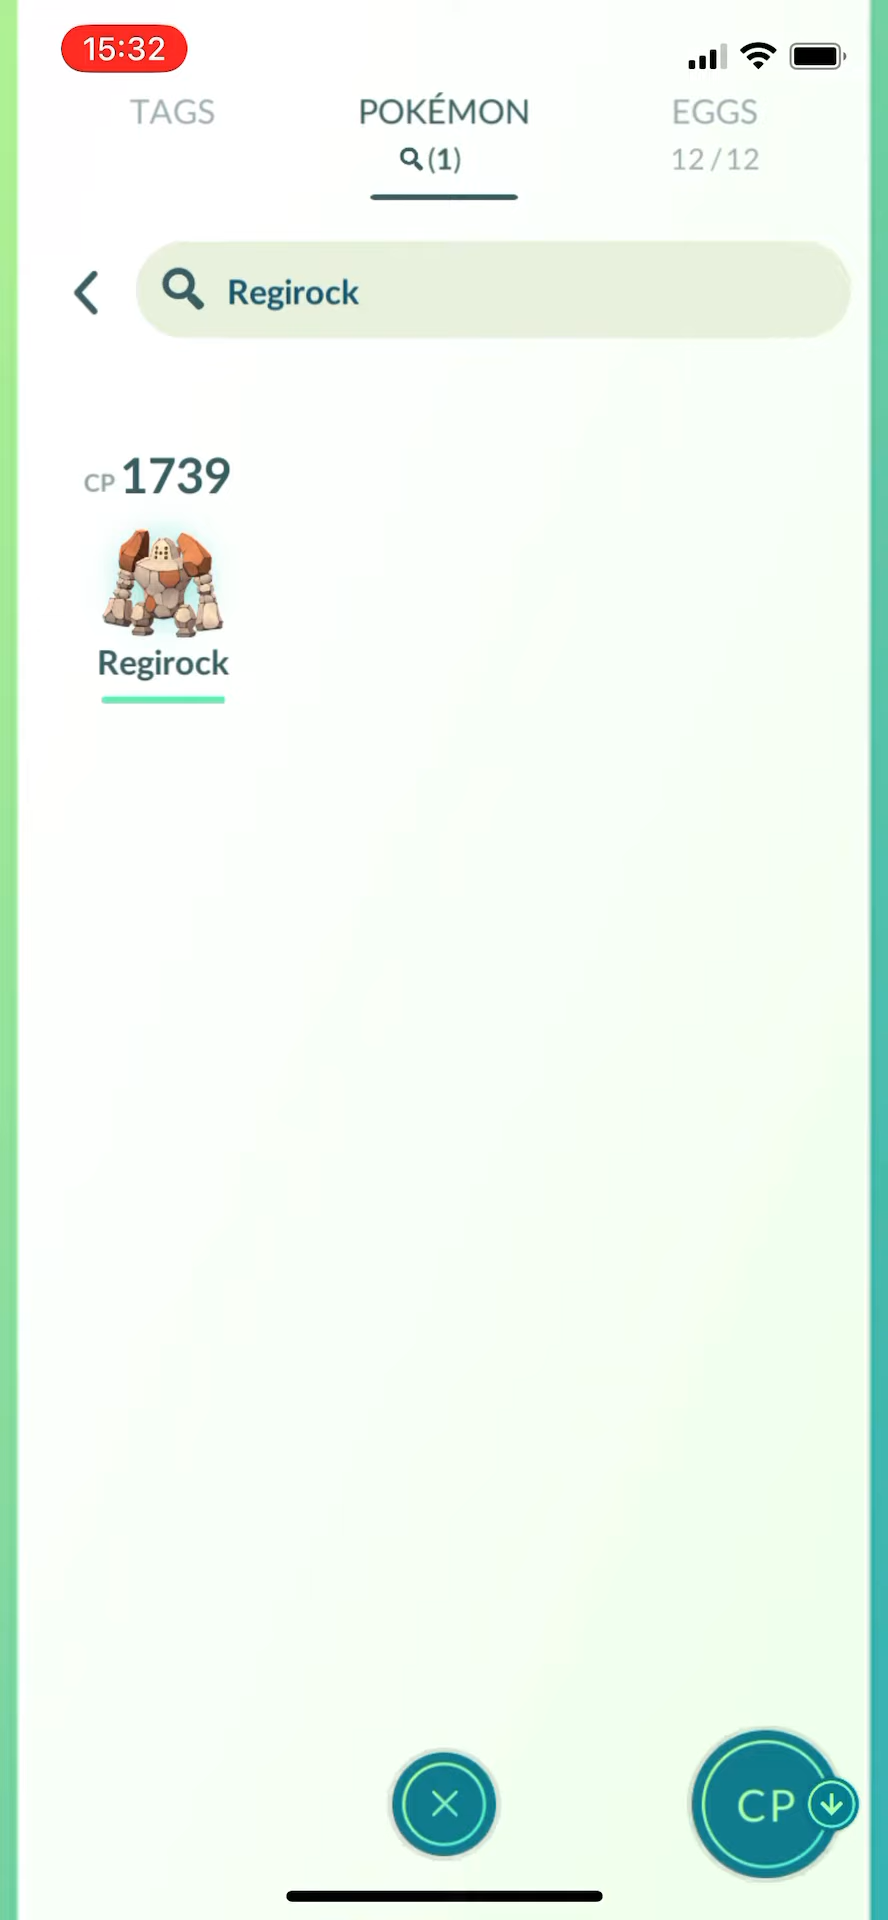 15:32
TAGS
POKÉMON
EGGS
(1)
12 / 12
Regirock
CP 1739
Regirock
CP